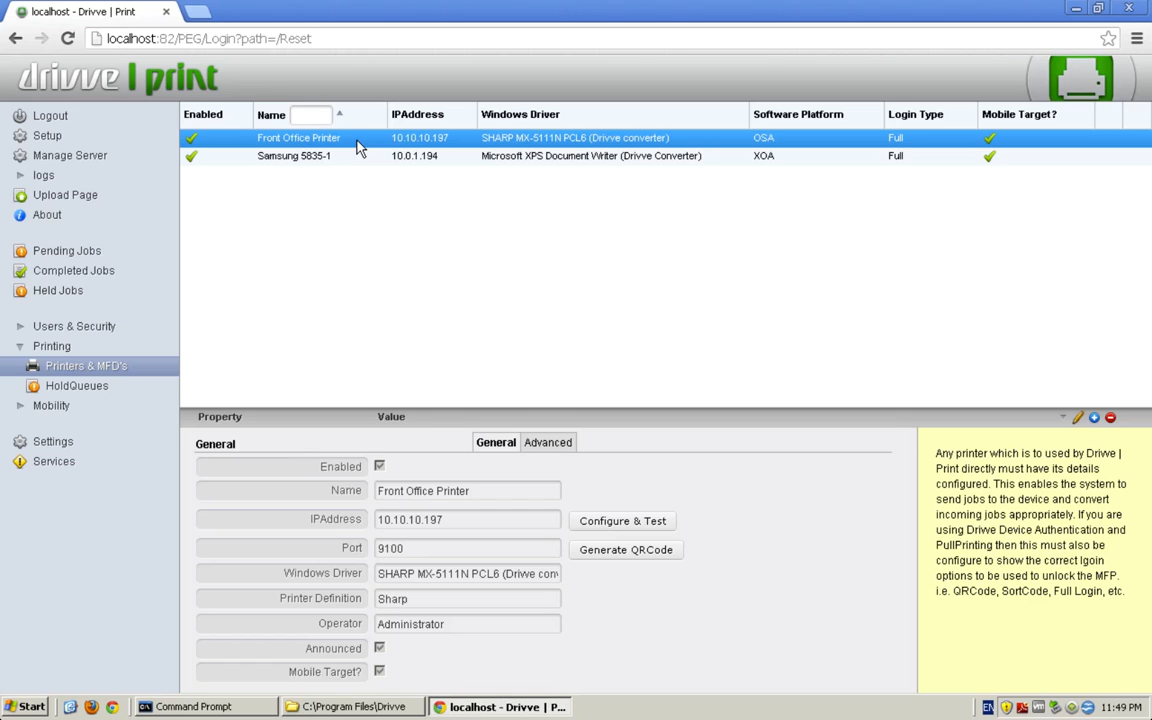 localhost - Drivve | Print
localhost:82/PEG/Login?path=/Reset
drivve | print
Logout
Setup
Manage Server
logs
Upload Page
About
Pending Jobs
Completed Jobs
Held Jobs
Users & Security
Printing
Printers & MFD's
HoldQueues
Mobility
Settings
Services
Enabled Name IPAddress Windows Driver Software Platform Login Type Mobile Target?
Front Office Printer 10.10.10.197 SHARP MX-5111N PCL6 (Drivve converter) OSA Full
Samsung 5835-1 10.0.1.194 Microsoft XPS Document Writer (Drivve Converter) XOA Full
Property Value
General General Advanced
Enabled
Name Front Office Printer
IPAddress 10.10.10.197 Configure & Test
Port 9100 Generate QRCode
Windows Driver SHARP MX-5111N PCL6 (Drivve con
Printer Definition Sharp
Operator Administrator
Announced
Mobile Target?
Any printer which is to used by Drivve |
Print directly must have its details
configured. This enables the system to
send jobs to the device and convert
incoming jobs appropriately. If you are
using Drivve Device Authentication and
PullPrinting then this must also be
configure to show the correct lgoin
options to be used to unlock the MFP.
i.e. QRCode, SortCode, Full Login, etc.
Start Command Prompt C:\Program Files\Drivve localhost - Drivve | P... EN 11:49 PM